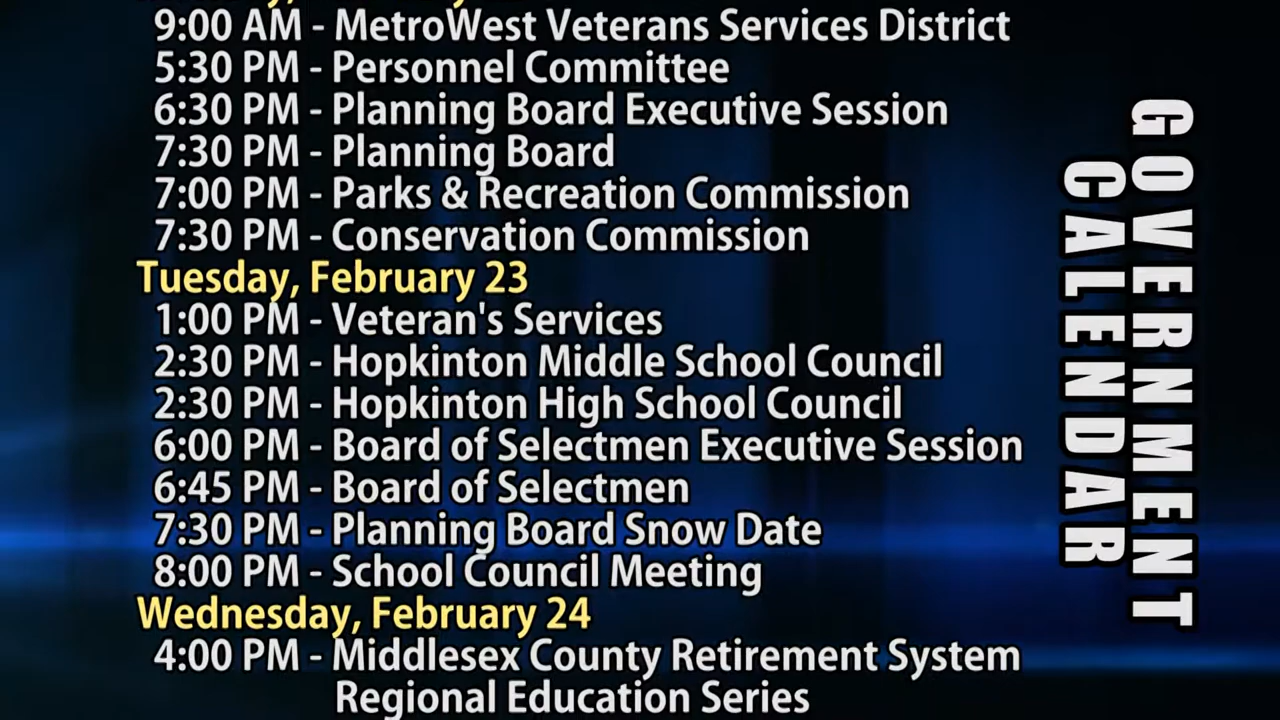 9:00 AM - MetroWest Veterans Services District
5:30 PM - Personnel Committee
6:30 PM - Planning Board Executive Session
7:30 PM - Planning Board
7:00 PM - Parks & Recreation Commission
7:30 PM - Conservation Commission
Tuesday, February 23
1:00 PM - Veteran's Services
2:30 PM - Hopkinton Middle School Council
2:30 PM - Hopkinton High School Council
6:00 PM - Board of Selectmen Executive Session
6:45 PM - Board of Selectmen
7:30 PM - Planning Board Snow Date
8:00 PM - School Council Meeting
Wednesday, February 24
4:00 PM - Middlesex County Retirement System
Regional Education Series
GOVERNMENT
CALENDAR